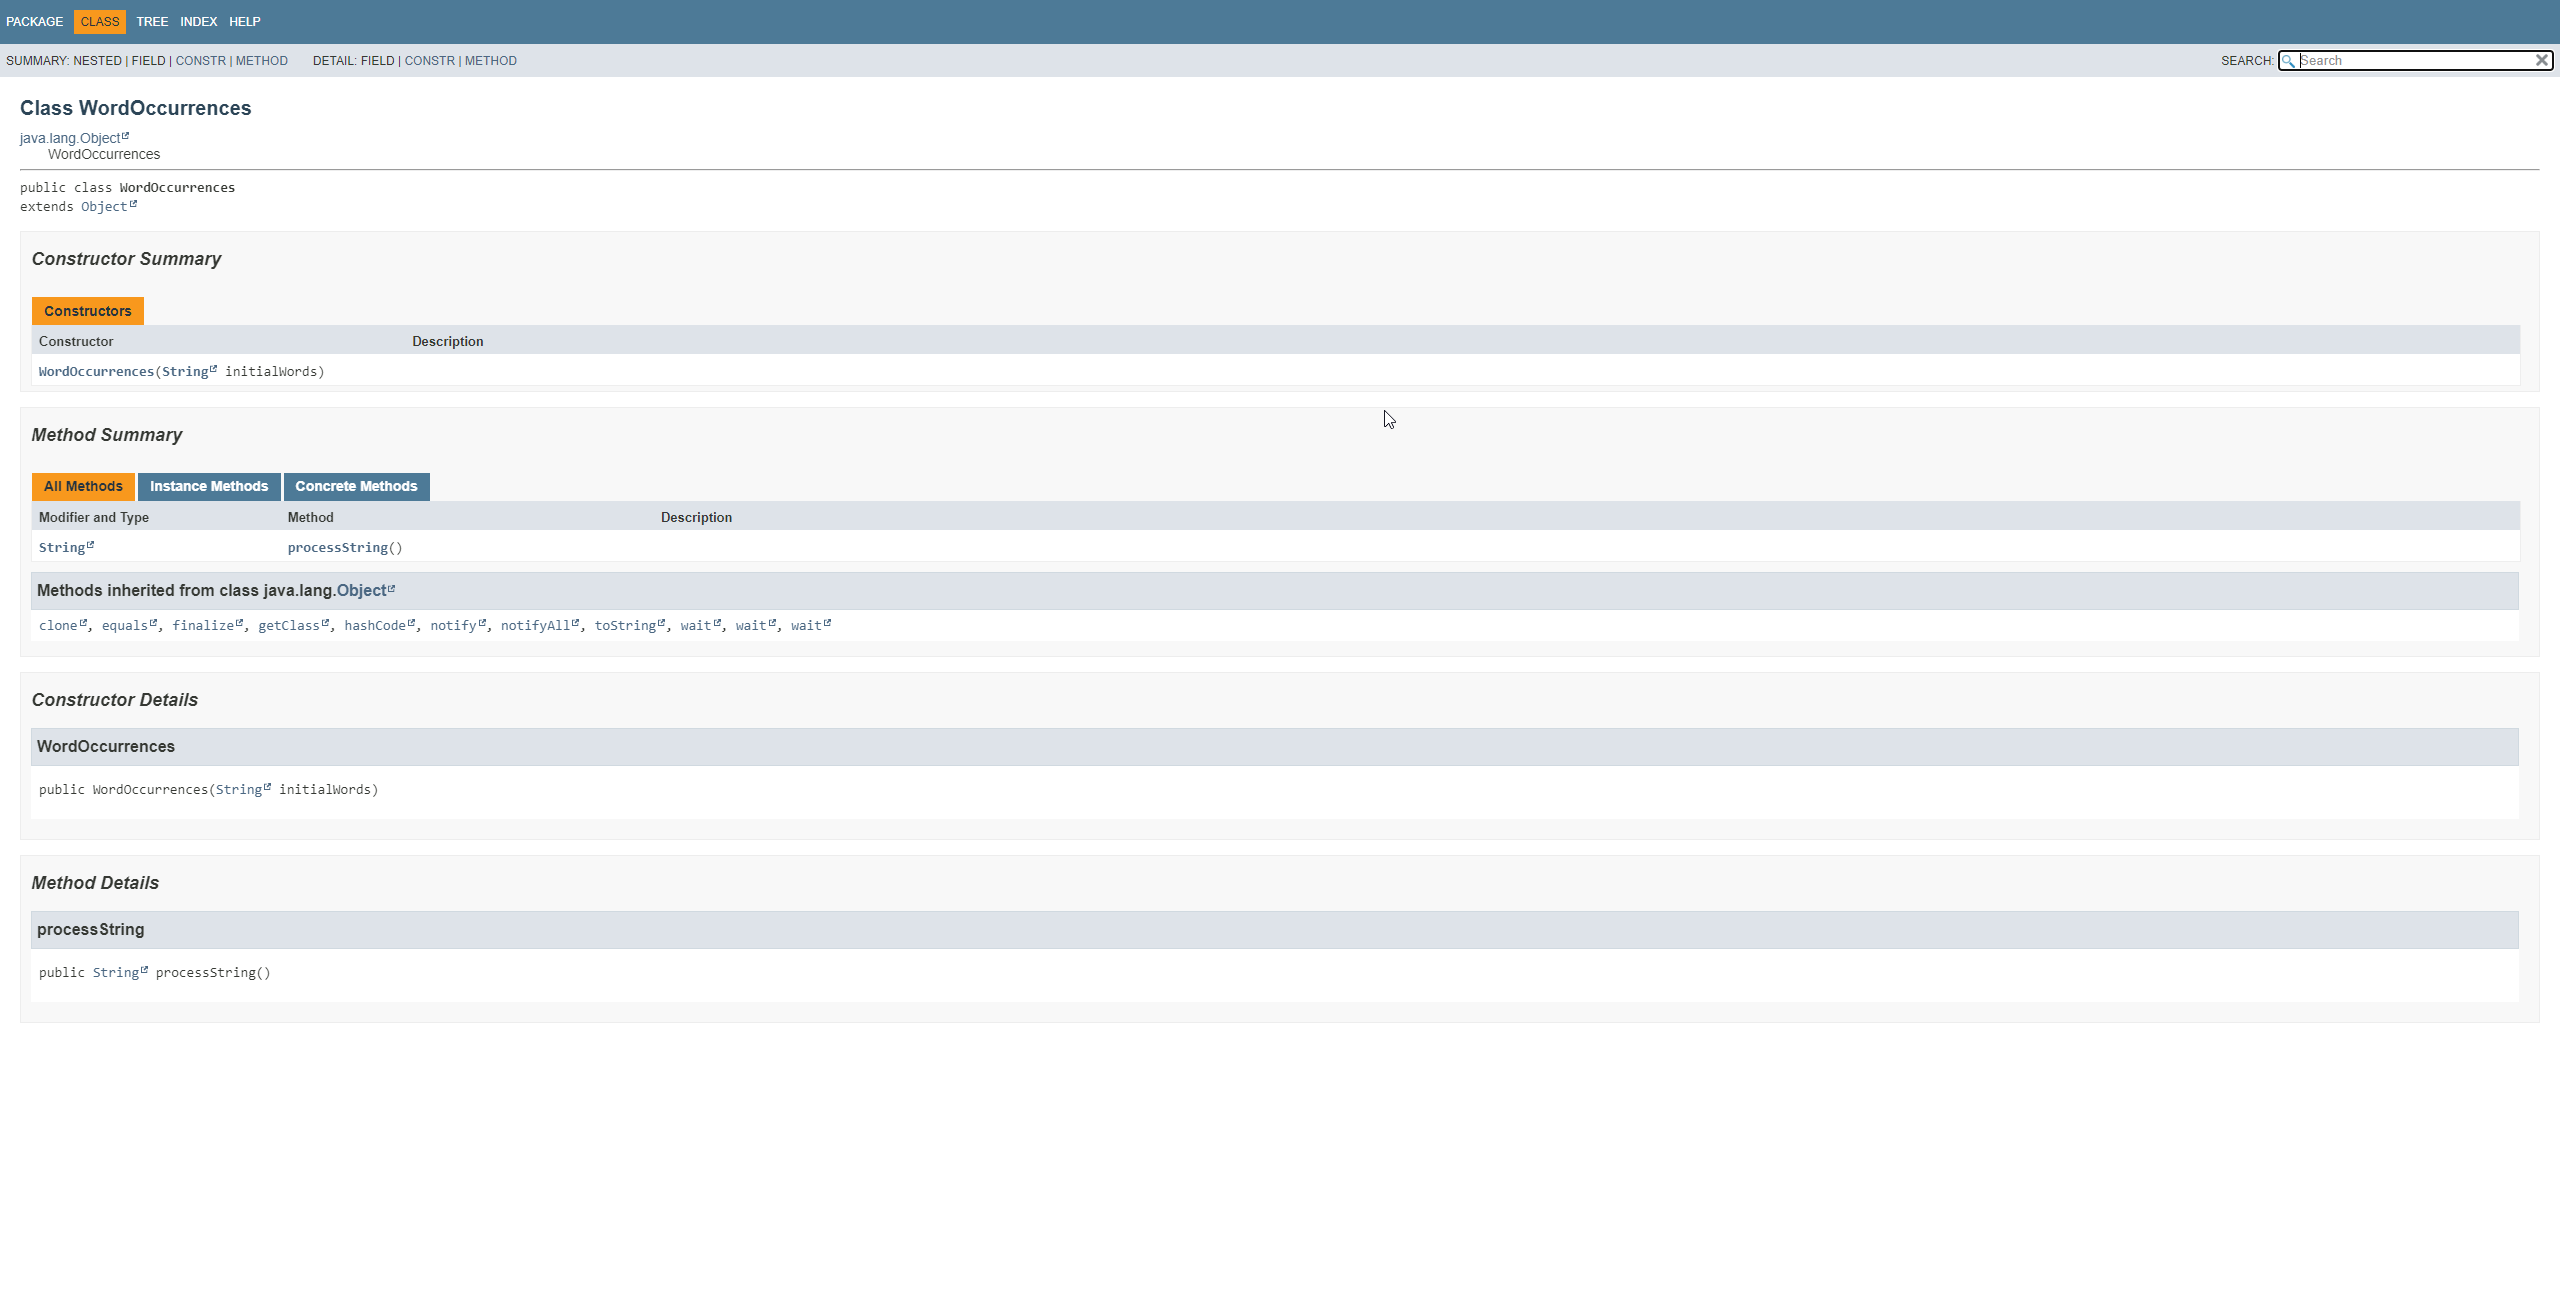 PACKAGE CLASS TREE INDEX HELP
SUMMARY: NESTED | FIELD | CONSTR | METHOD DETAIL: FIELD | CONSTR | METHOD SEARCH: Search
Class WordOccurrences
java.lang.Object
WordOccurrences
public class WordOccurrences
extends Object
Constructor Summary
Constructors
Constructor Description
WordOccurrences(String initialWords)
Method Summary
All Methods Instance Methods Concrete Methods
Modifier and Type Method Description
String processString()
Methods inherited from class java.lang.Object
clone, equals, finalize, getClass, hashCode, notify, notifyAll, toString, wait, wait, wait
Constructor Details
WordOccurrences
public WordOccurrences(String initialWords)
Method Details
processString
public String processString()